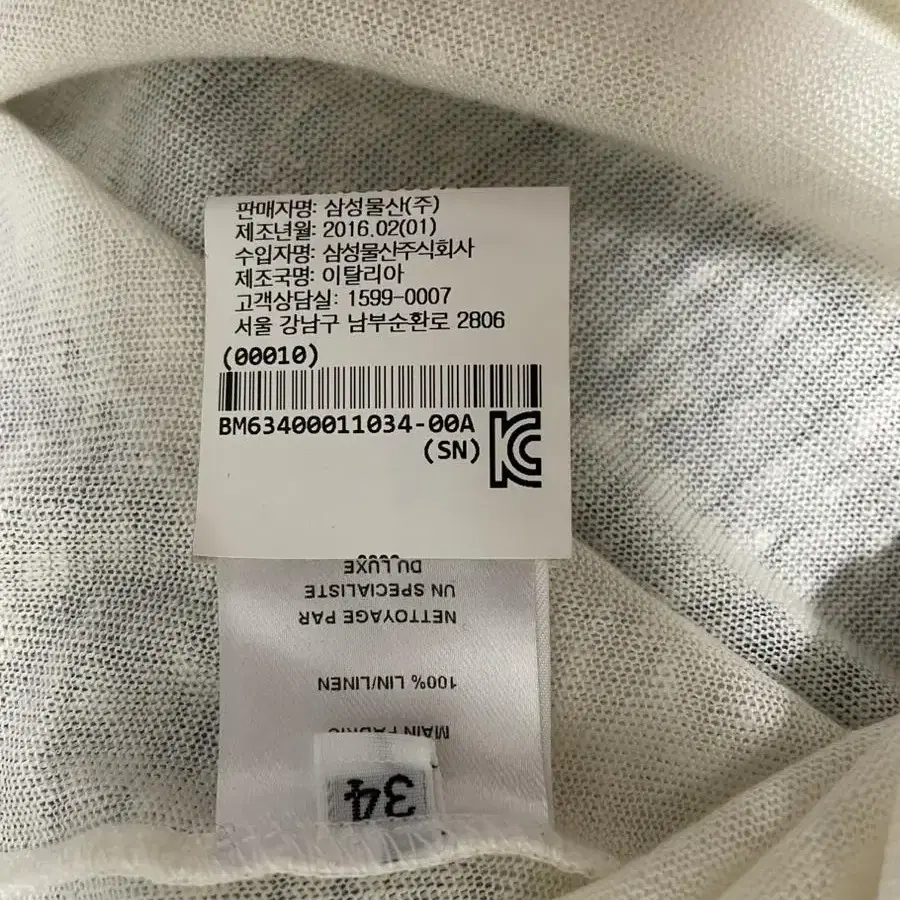 판매자명: 삼성물산(주)
제조년월: 2016.02(01)
수입자명: 삼성물산주식회사
제조국명: 이탈리아
고객상담실: 1599-0007
서울 강남구 남부순환로 2806
(00010)
BM63400011034-00A
(SN)
34
MAIN FABRIC
100% LIN/LINEN
NETTOYAGE PAR
UN SPECIALISTE
DU LUXE